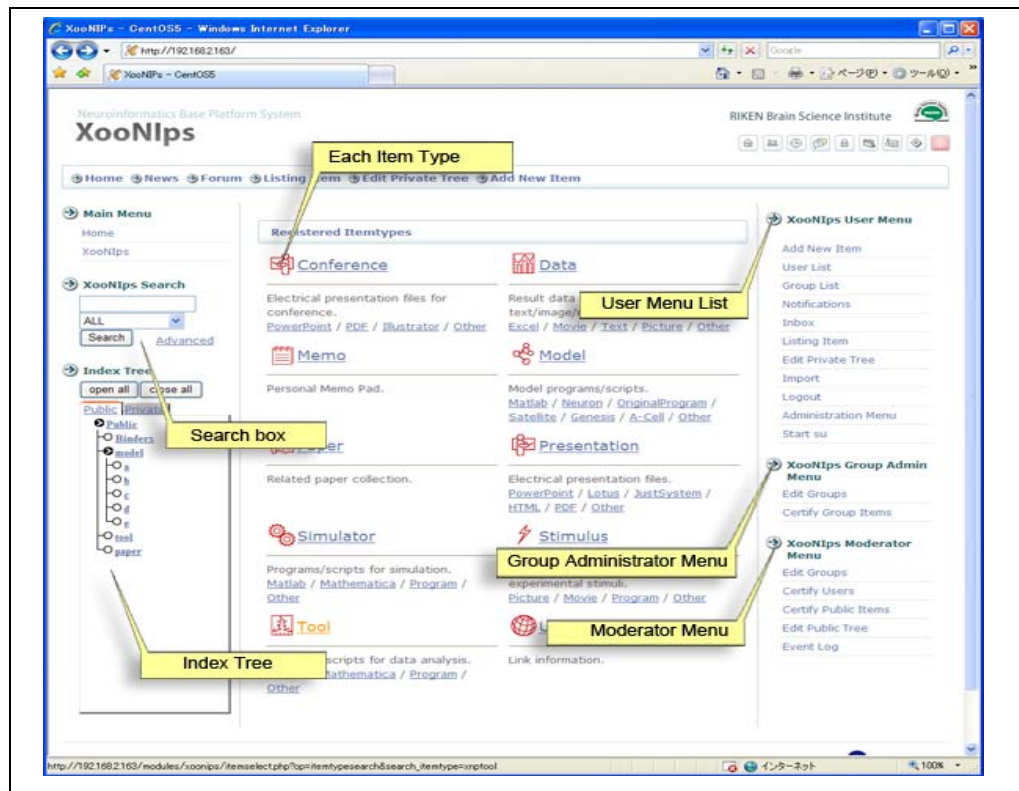 XooNIPs - CentOS5 - Windows Internet Explorer
http://192.168.2.163/
Google
XooNIPs - CentOS5
ページ(P)
ツール(O)
Neuroinformatics Base Platform System
XooNIps
RIKEN Brain Science Institute
Each Item Type
Home News Forum Listing Item Edit Private Tree Add New Item
Main Menu
Home
XooNIps
XooNIps Search
ALL
Search Advanced
Index Tree
open all close all
Public Private
Public
Binders
model
a
b
c
d
e
tool
paper
Search box
Index Tree
Registered Itemtypes
Conference
Electrical presentation files for
conference.
PowerPoint / PDF / Illustrator / Other
Data
Result data
text/image/
Excel / Movie / Text / Picture / Other
Memo
Personal Memo Pad.
Model
Model programs/scripts.
Matlab / Neuron / OriginalProgram /
Satellite / Genesis / A-Cell / Other
Paper
Related paper collection.
Presentation
Electrical presentation files.
PowerPoint / Lotus / JustSystem /
HTML / PDF / Other
Simulator
Programs/scripts for simulation.
Matlab / Mathematica / Program /
Other
Stimulus
experimental stimuli.
Picture / Movie / Program / Other
Tool
scripts for data analysis.
Mathematica / Program /
Other
Link information.
User Menu List
Group Administrator Menu
Moderator Menu
XooNIps User Menu
Add New Item
User List
Group List
Notifications
Inbox
Listing Item
Edit Private Tree
Import
Logout
Administration Menu
Start su
XooNIps Group Admin
Menu
Edit Groups
Certify Group Items
XooNIps Moderator
Menu
Edit Groups
Certify Users
Certify Public Items
Edit Public Tree
Event Log
http://192.168.2.163/modules/xoonips/itemselect.php?op=itemtypesearch&search_itemtype=xnptool
インターネット
100%